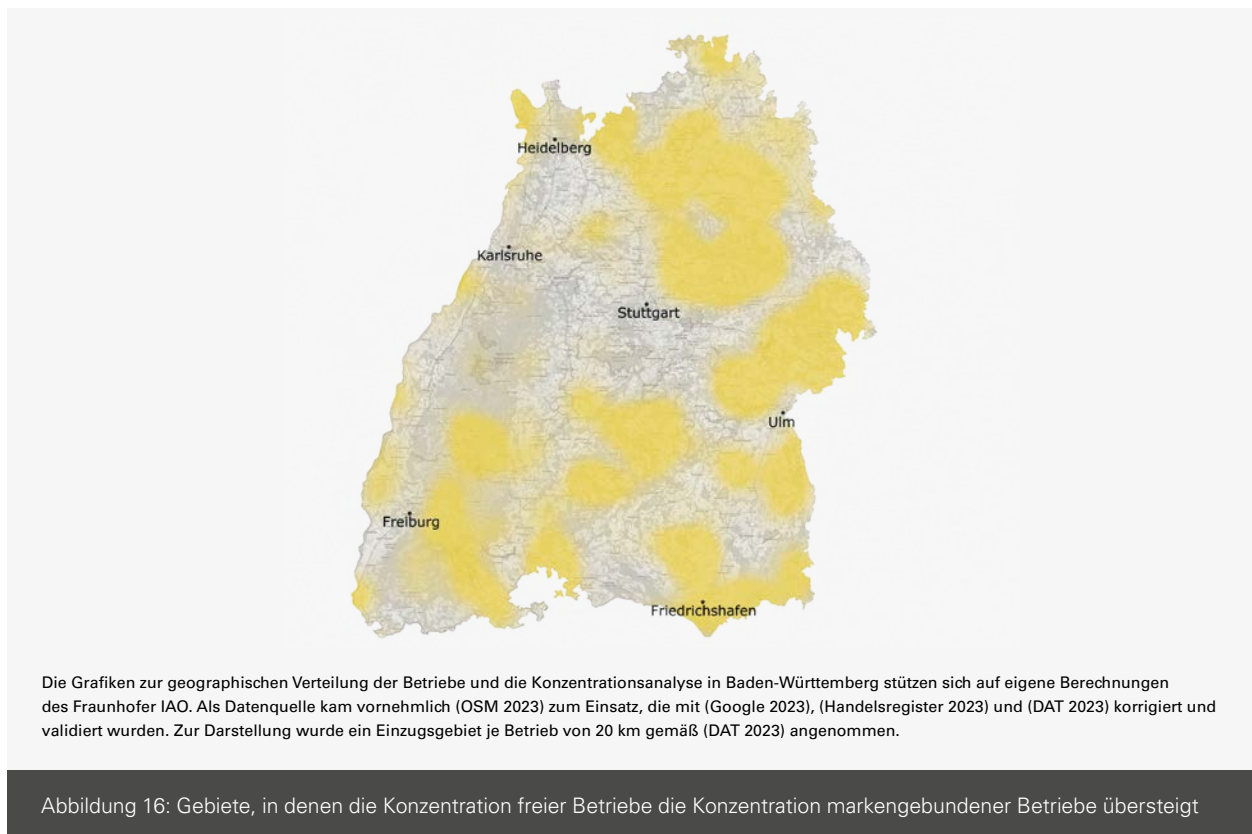 Heidelberg
Karlsruhe
Stuttgart
Ulm
Freiburg
Friedrichshafen
Die Grafiken zur geographischen Verteilung der Betriebe und die Konzentrationsanalyse in Baden-Württemberg stützen sich auf eigene Berechnungen
des Fraunhofer IAO. Als Datenquelle kam vornehmlich (OSM 2023) zum Einsatz, die mit (Google 2023), (Handelsregister 2023) und (DAT 2023) korrigiert und
validiert wurden. Zur Darstellung wurde ein Einzugsgebiet je Betrieb von 20 km gemäß (DAT 2023) angenommen.
Abbildung 16: Gebiete, in denen die Konzentration freier Betriebe die Konzentration markengebundener Betriebe übersteigt